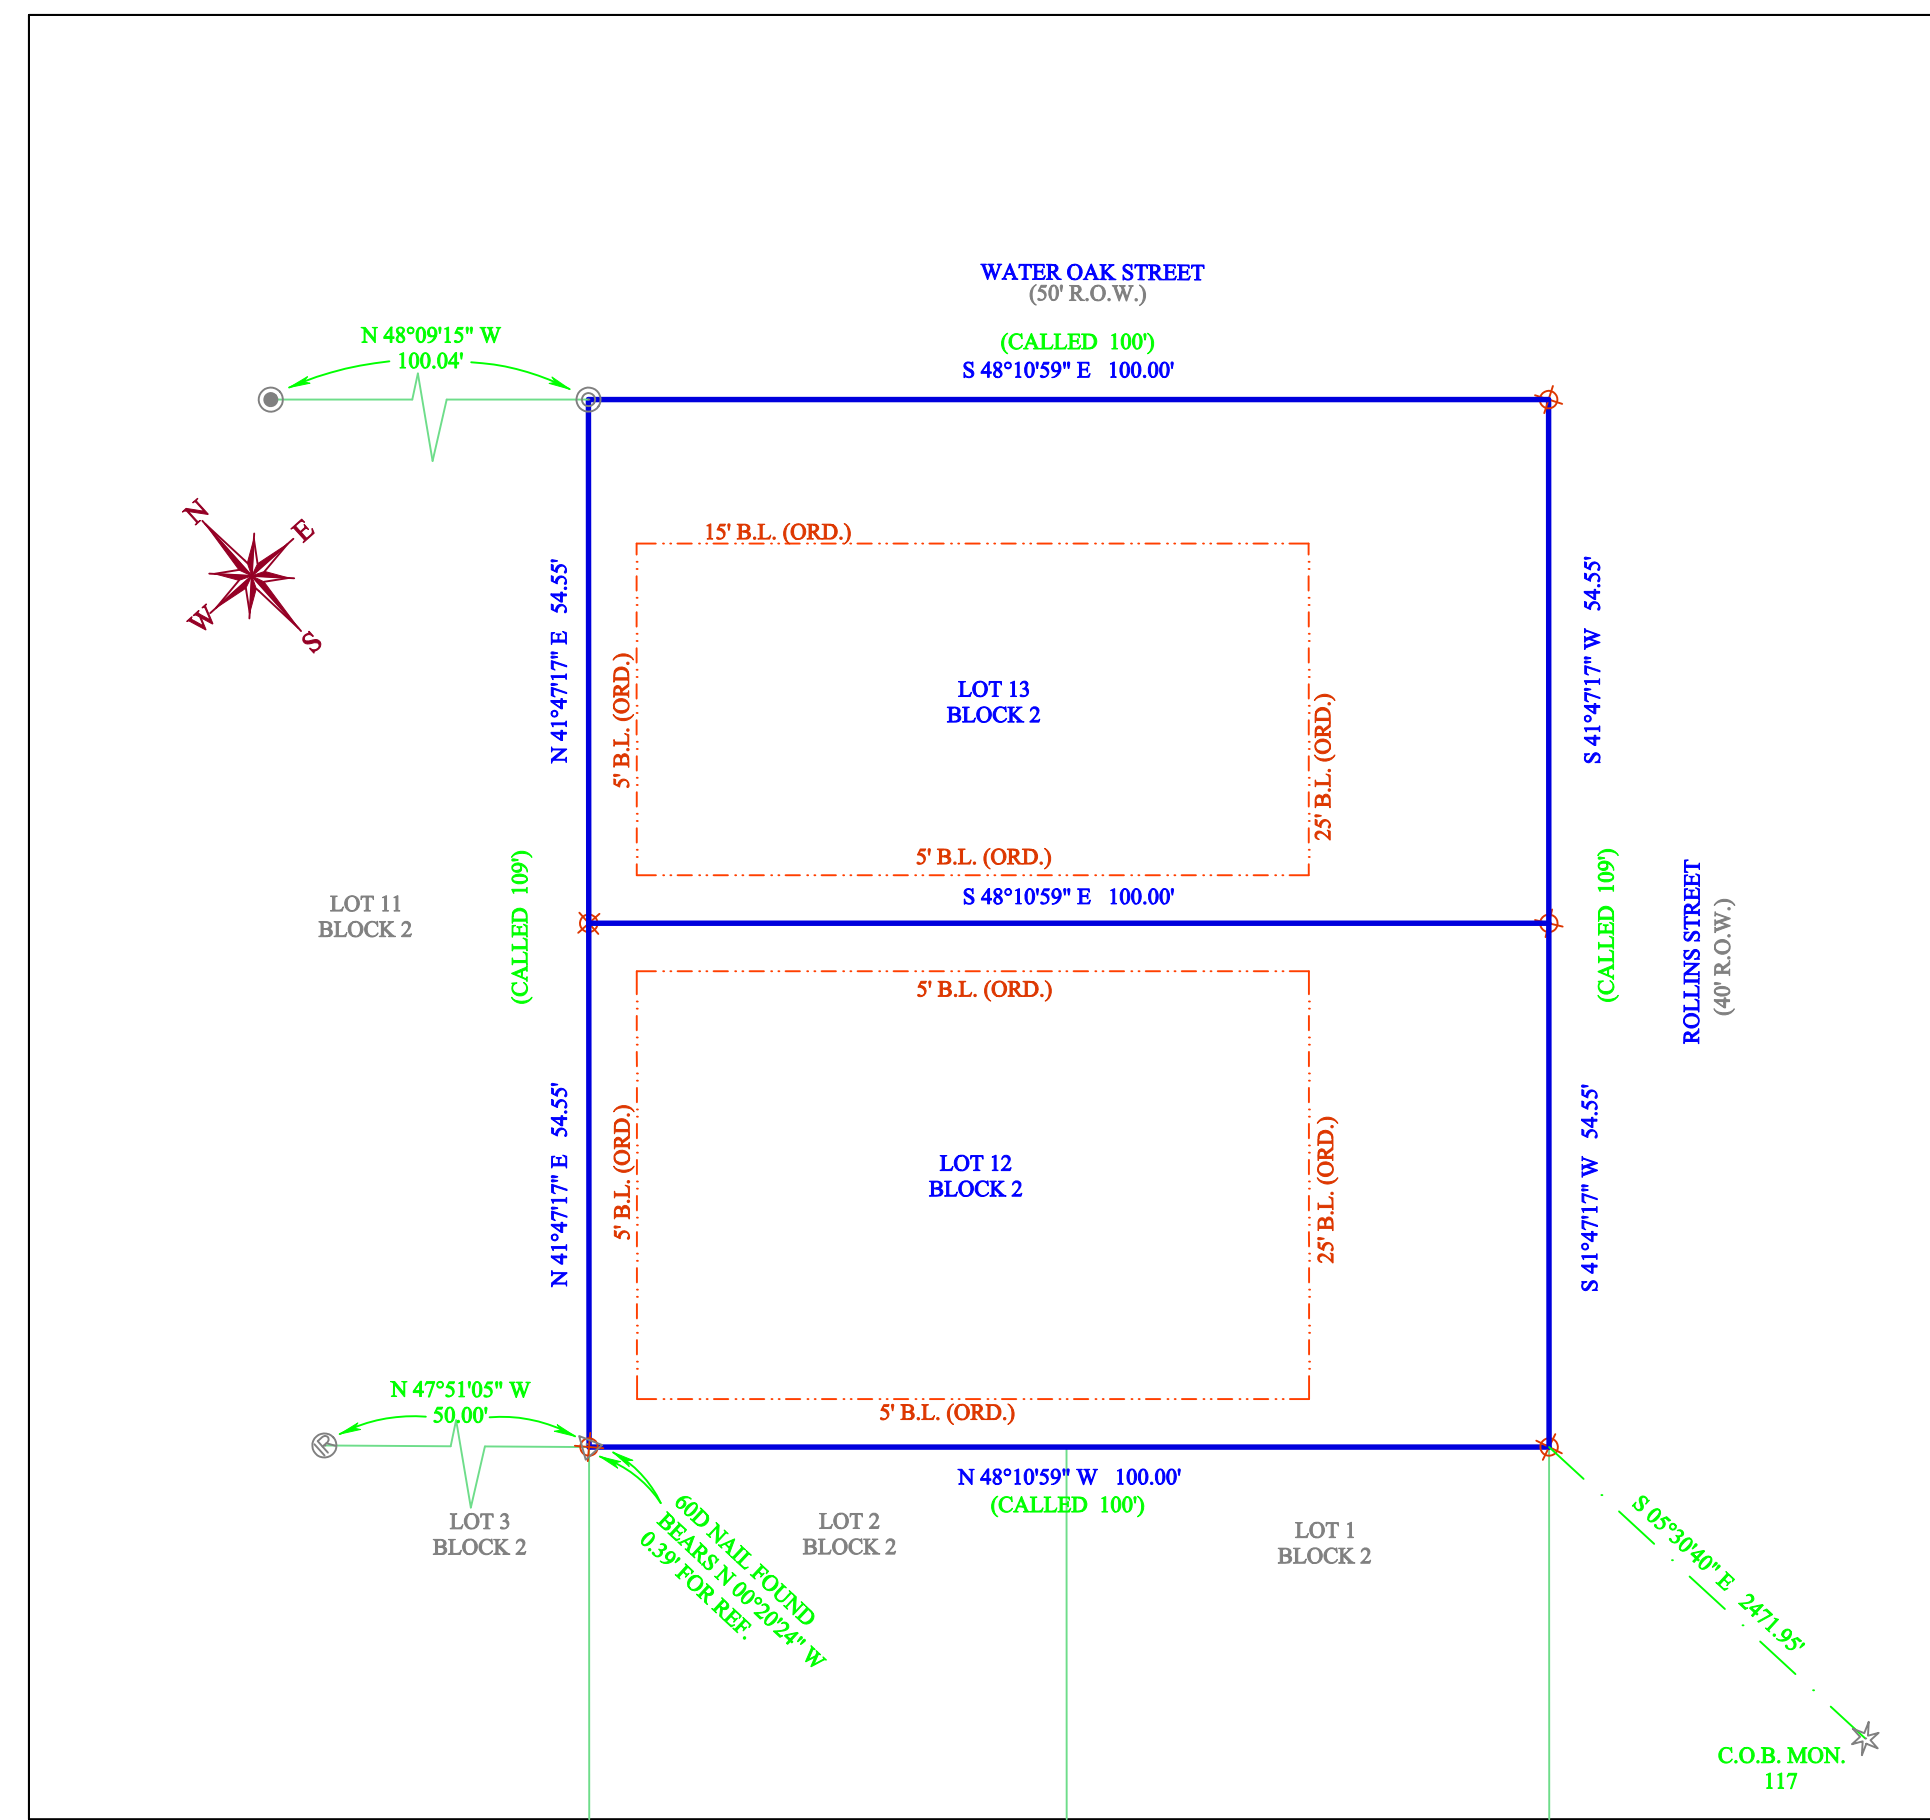 WATER OAK STREET
(50' R.O.W.)
N 48°09'15" W
100.04'
(CALLED 100')
S 48°10'59" E 100.00'
N
E
W
S
15' B.L. (ORD.)
N 41°47'17" E 54.55'
S 41°47'17" W 54.55'
5' B.L. (ORD.)
LOT 13
BLOCK 2
25' B.L. (ORD.)
5' B.L. (ORD.)
S 48°10'59" E 100.00'
LOT 11
BLOCK 2
(CALLED 109')
(CALLED 109')
ROLLINS STREET
(40' R.O.W.)
5' B.L. (ORD.)
N 41°47'17" E 54.55'
5' B.L. (ORD.)
LOT 12
BLOCK 2
25' B.L. (ORD.)
S 41°47'17" W 54.55'
N 47°51'05" W
50.00'
5' B.L. (ORD.)
IR
N 48°10'59" W 100.00'
(CALLED 100')
LOT 3
BLOCK 2
60D NAIL FOUND
BEARS N 00°20'24" W
0.39' FOR REF.
LOT 2
BLOCK 2
LOT 1
BLOCK 2
S 05°30'40" E 2471.95'
C.O.B. MON.
117